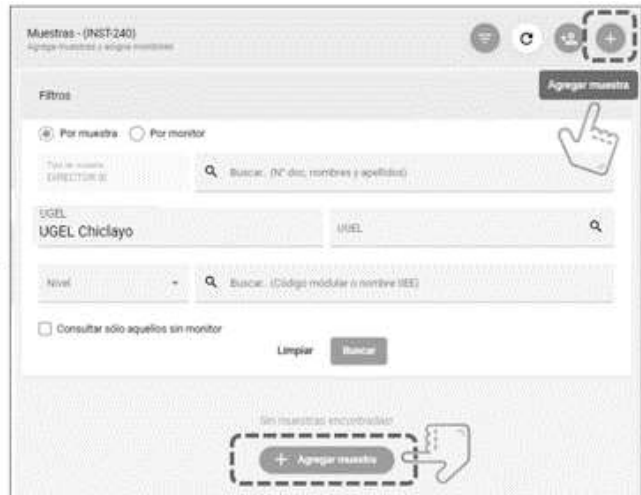 Muestras - (INST-240)
Agrega muestras y asigna monitores
Agregar muestra
Filtros
Por muestra Por monitor
Tipo de muestra
DIRECTOR IE
Buscar.. (N° doc, nombres y apellidos)
UGEL
UGEL Chiclayo
UGEL
Nivel
Buscar.. (Código módular o nombre IIEE)
Consultar sólo aquellos sin monitor
Limpiar Buscar
Sin muestras encontradas!
+ Agregar muestra